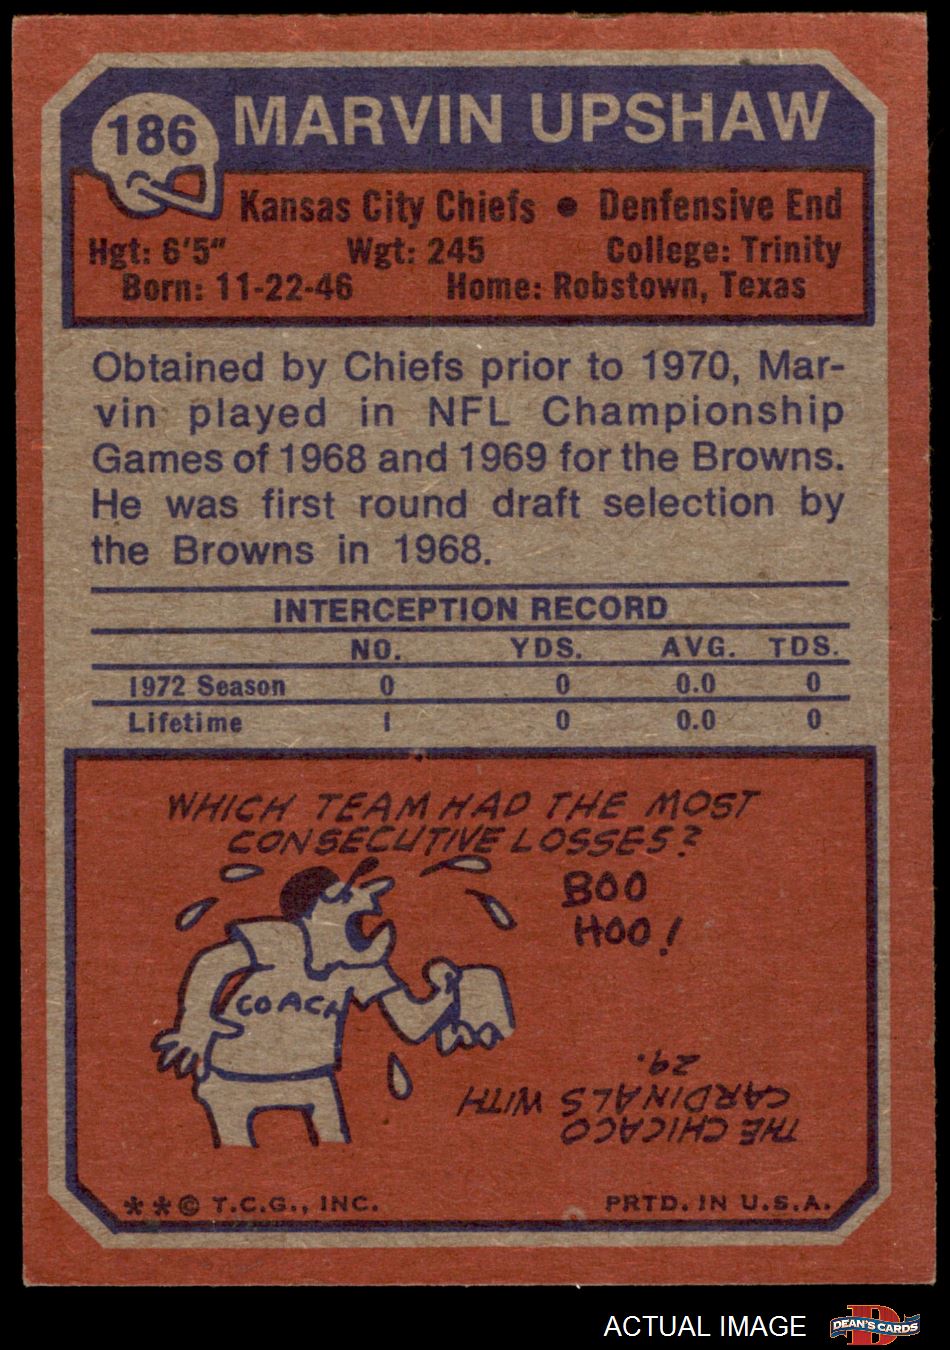 186
MARVIN UPSHAW
Kansas City Chiefs • Denfensive End
Hgt: 6'5" Wgt: 245 College: Trinity
Born: 11-22-46 Home: Robstown, Texas
Obtained by Chiefs prior to 1970, Mar-
vin played in NFL Championship
Games of 1968 and 1969 for the Browns.
He was first round draft selection by
the Browns in 1968.
INTERCEPTION RECORD
NO. YDS. AVG. TDS.
1972 Season 0 0 0.0 0
Lifetime 1 0 0.0 0
WHICH TEAM HAD THE MOST
CONSECUTIVE LOSSES?
BOO
HOO!
COACH
THE CHICACO
CARDINALS WITH
29.
**© T.C.G., INC. PRTD. IN U.S.A.
ACTUAL IMAGE
D
DEAN'S CARDS